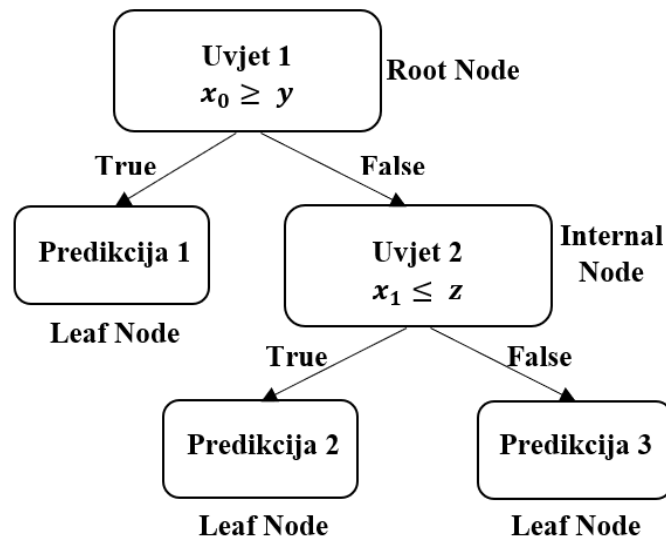 Uvjet 1
x₀ ≥ y
Root Node
True
False
Predikcija 1
Leaf Node
Uvjet 2
x₁ ≤ z
Internal
Node
True
False
Predikcija 2
Predikcija 3
Leaf Node
Leaf Node